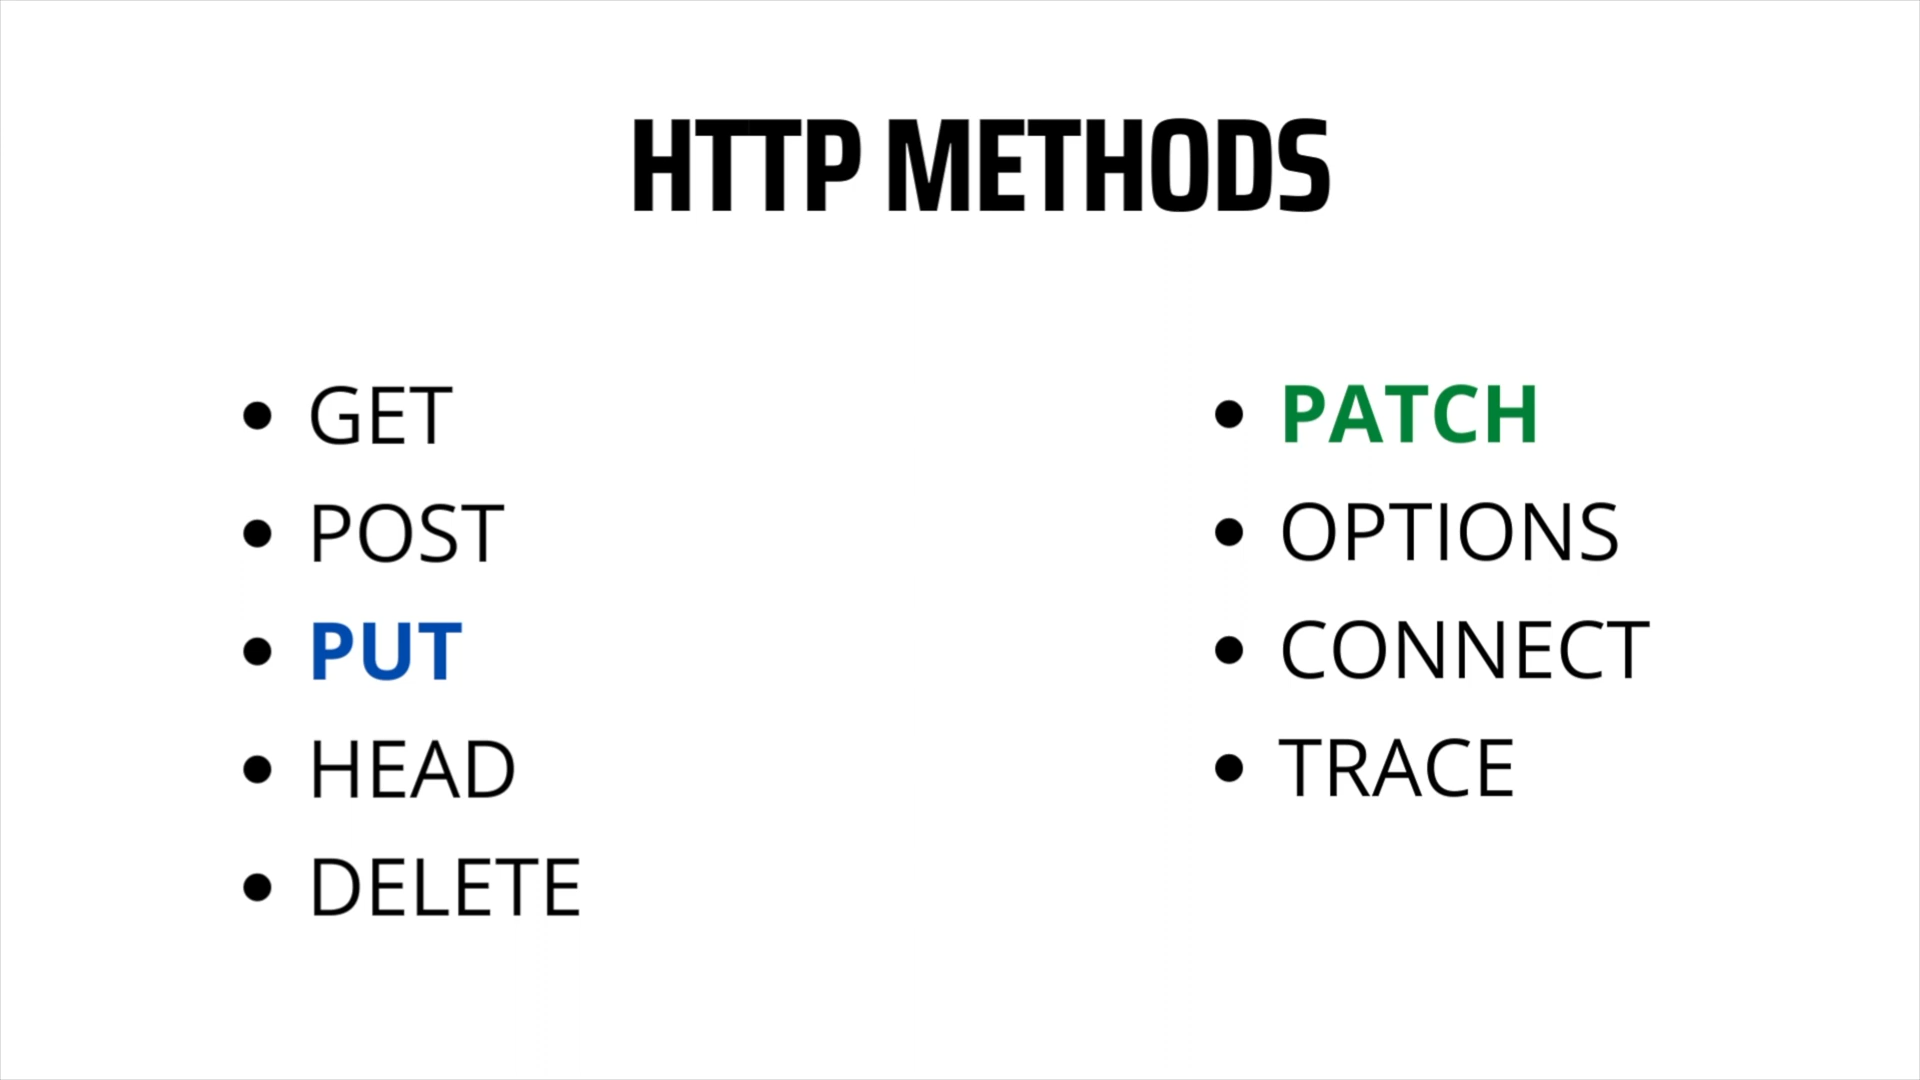 HTTP METHODS
GET
POST
PUT
HEAD
DELETE
PATCH
OPTIONS
CONNECT
TRACE